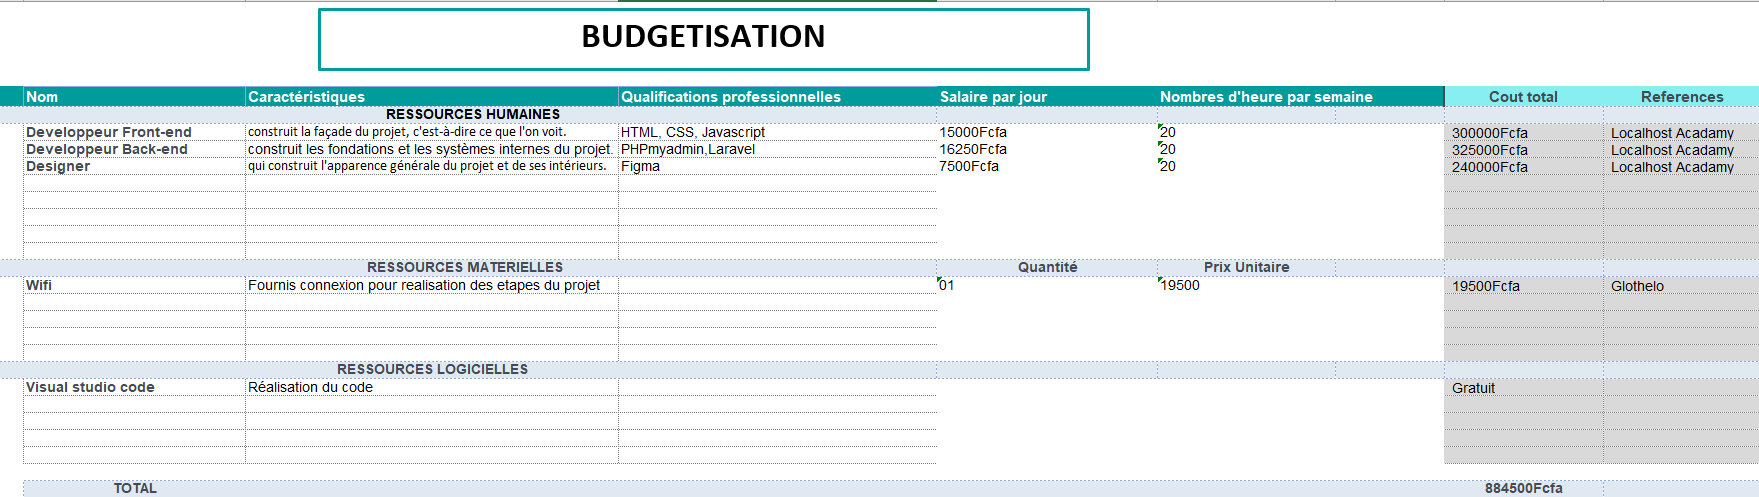 BUDGETISATION
Nom Caractéristiques Qualifications professionnelles Salaire par jour Nombres d'heure par semaine Cout total References
RESSOURCES HUMAINES
Developpeur Front-end construit la façade du projet, c'est-à-dire ce que l'on voit. HTML, CSS, Javascript 15000Fcfa 20 300000Fcfa Localhost Acadamy
Developpeur Back-end construit les fondations et les systèmes internes du projet. PHPmyadmin,Laravel 16250Fcfa 20 325000Fcfa Localhost Acadamy
Designer qui construit l'apparence générale du projet et de ses intérieurs. Figma 7500Fcfa 20 240000Fcfa Localhost Acadamy
RESSOURCES MATERIELLES Quantité Prix Unitaire
Wifi Fournis connexion pour realisation des etapes du projet 01 19500 19500Fcfa Glothelo
RESSOURCES LOGICIELLES
Visual studio code Réalisation du code Gratuit
TOTAL 884500Fcfa